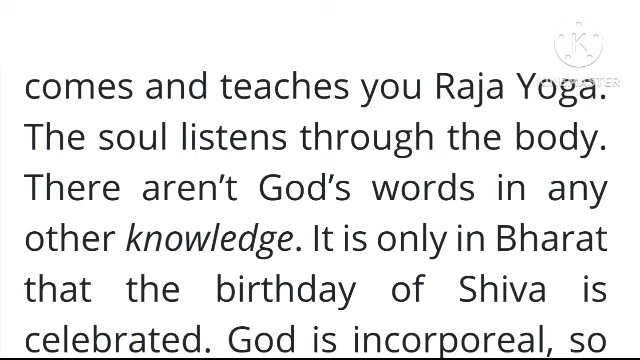 KINEMASTER
comes and teaches you Raja Yoga.
The soul listens through the body.
There aren’t God’s words in any
other knowledge. It is only in Bharat
that the birthday of Shiva is
celebrated. God is incorporeal, so